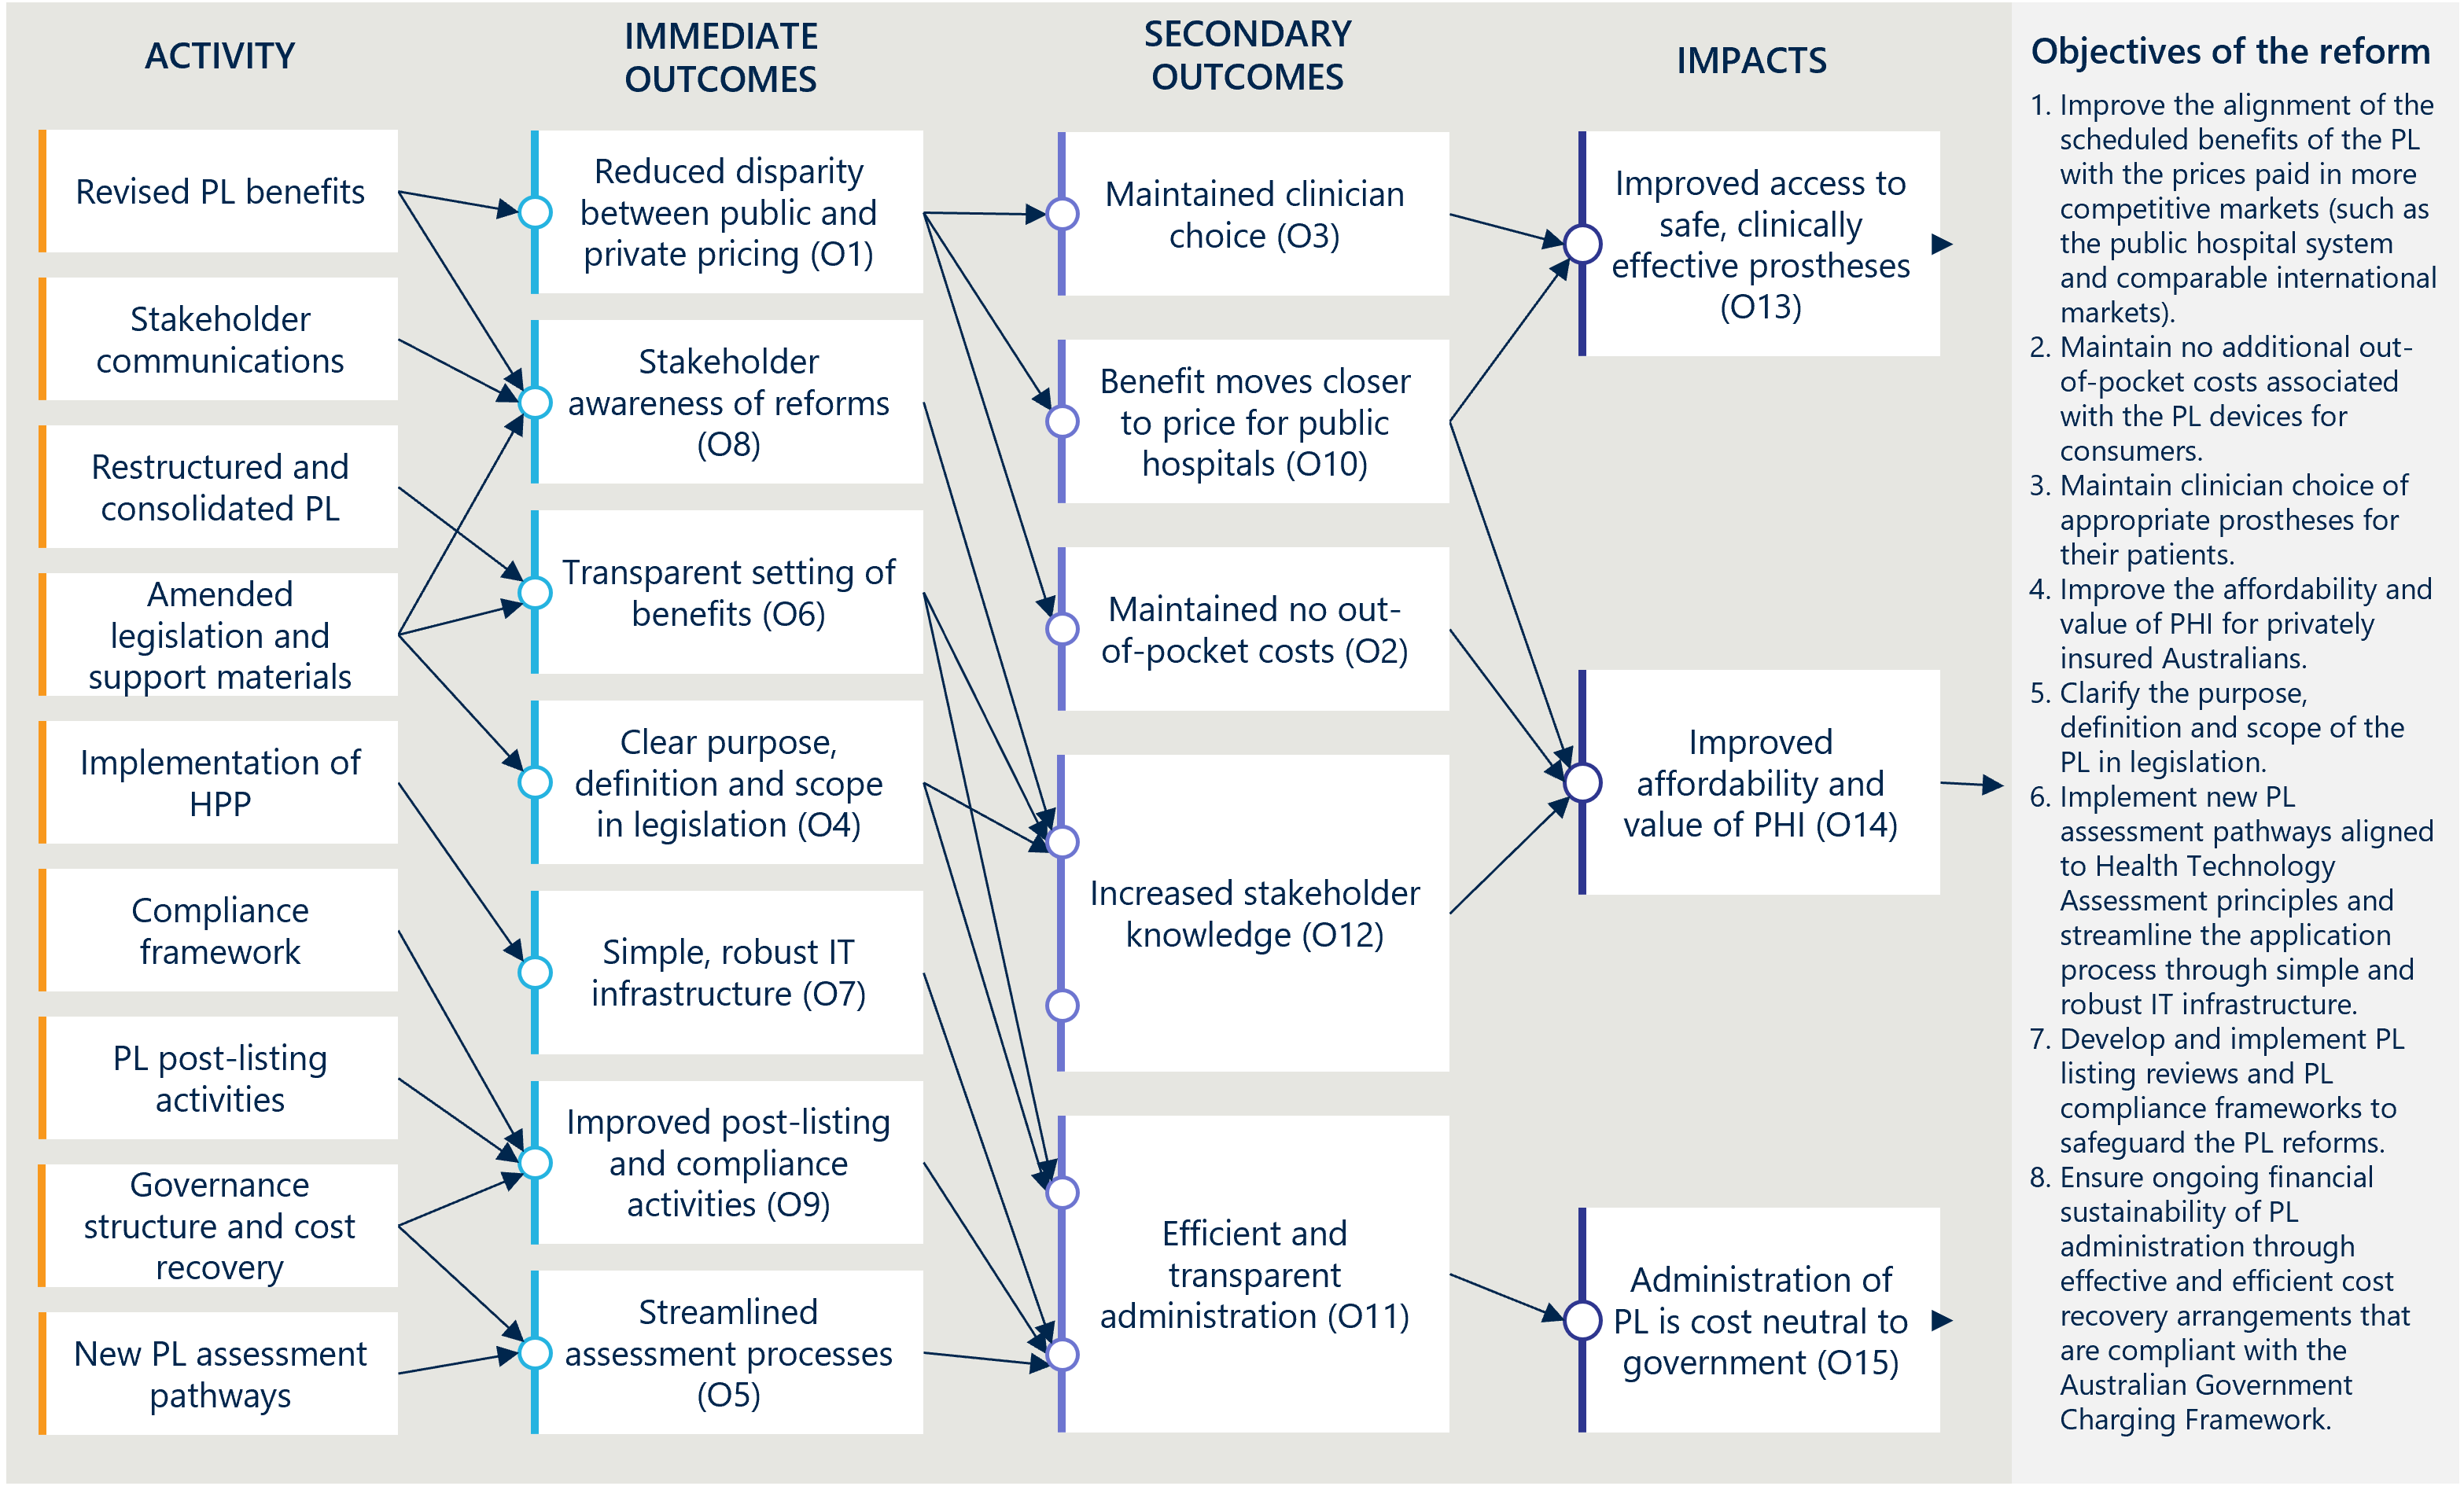 ACTIVITY
Revised PL benefits
Stakeholder
communications
Restructured and
consolidated PL
Amended
legislation and
support materials
Implementation of
HPP
Compliance
framework
PL post-listing
activities
Governance
structure and cost
recovery
New PL assessment
pathways
IMMEDIATE
OUTCOMES
Reduced disparity
between public and
private pricing (O1)
Stakeholder
awareness of reforms
(O8)
Transparent setting of
benefits (O6)
Clear purpose,
definition and scope
in legislation (O4)
Simple, robust IT
infrastructure (O7)
Improved post-listing
and compliance
activities (O9)
Streamlined
assessment processes
(O5)
SECONDARY
OUTCOMES
Maintained clinician
choice (O3)
Benefit moves closer
to price for public
hospitals (O10)
Maintained no out-
of-pocket costs (O2)
Increased stakeholder
knowledge (O12)
Efficient and
transparent
administration (O11)
IMPACTS
Improved access to
safe, clinically
effective prostheses
(O13)
Improved
affordability and
value of PHI (O14)
Administration of
PL is cost neutral to
government (O15)
Objectives of the reform
1. Improve the alignment of the
scheduled benefits of the PL
with the prices paid in more
competitive markets (such as
the public hospital system
and comparable international
markets).
2. Maintain no additional out-
of-pocket costs associated
with the PL devices for
consumers.
3. Maintain clinician choice of
appropriate prostheses for
their patients.
4. Improve the affordability and
value of PHI for privately
insured Australians.
5. Clarify the purpose,
definition and scope of the
PL in legislation.
6. Implement new PL
assessment pathways aligned
to Health Technology
Assessment principles and
streamline the application
process through simple and
robust IT infrastructure.
7. Develop and implement PL
listing reviews and PL
compliance frameworks to
safeguard the PL reforms.
8. Ensure ongoing financial
sustainability of PL
administration through
effective and efficient cost
recovery arrangements that
are compliant with the
Australian Government
Charging Framework.